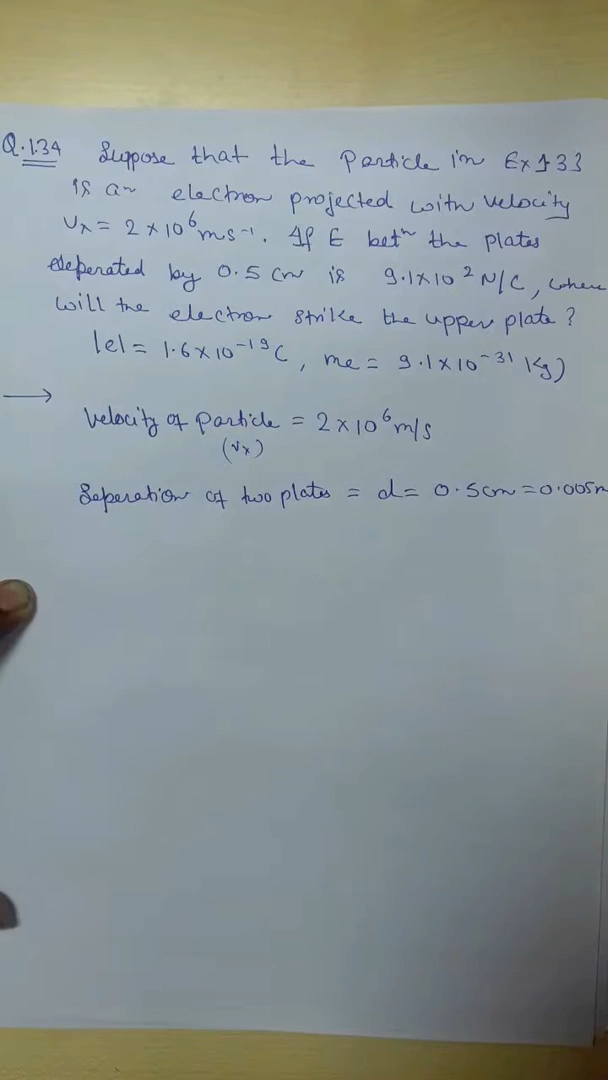 Q.1.34 Suppose that the Particle in Ex 1.33
is an electron projected with velocity
Vx = 2 × 10⁶ ms⁻¹. If E betⁿ the plates
seperated by 0.5 cm is 9.1×10² N/C, where
will the electron strike the upper plate?
|e| = 1.6×10⁻¹⁹ C, me = 9.1×10⁻³¹ Kg)
→ Velocity of Particle = 2×10⁶ m/s
(Vx)
Seperation of two plates = d = 0.5cm = 0.005m